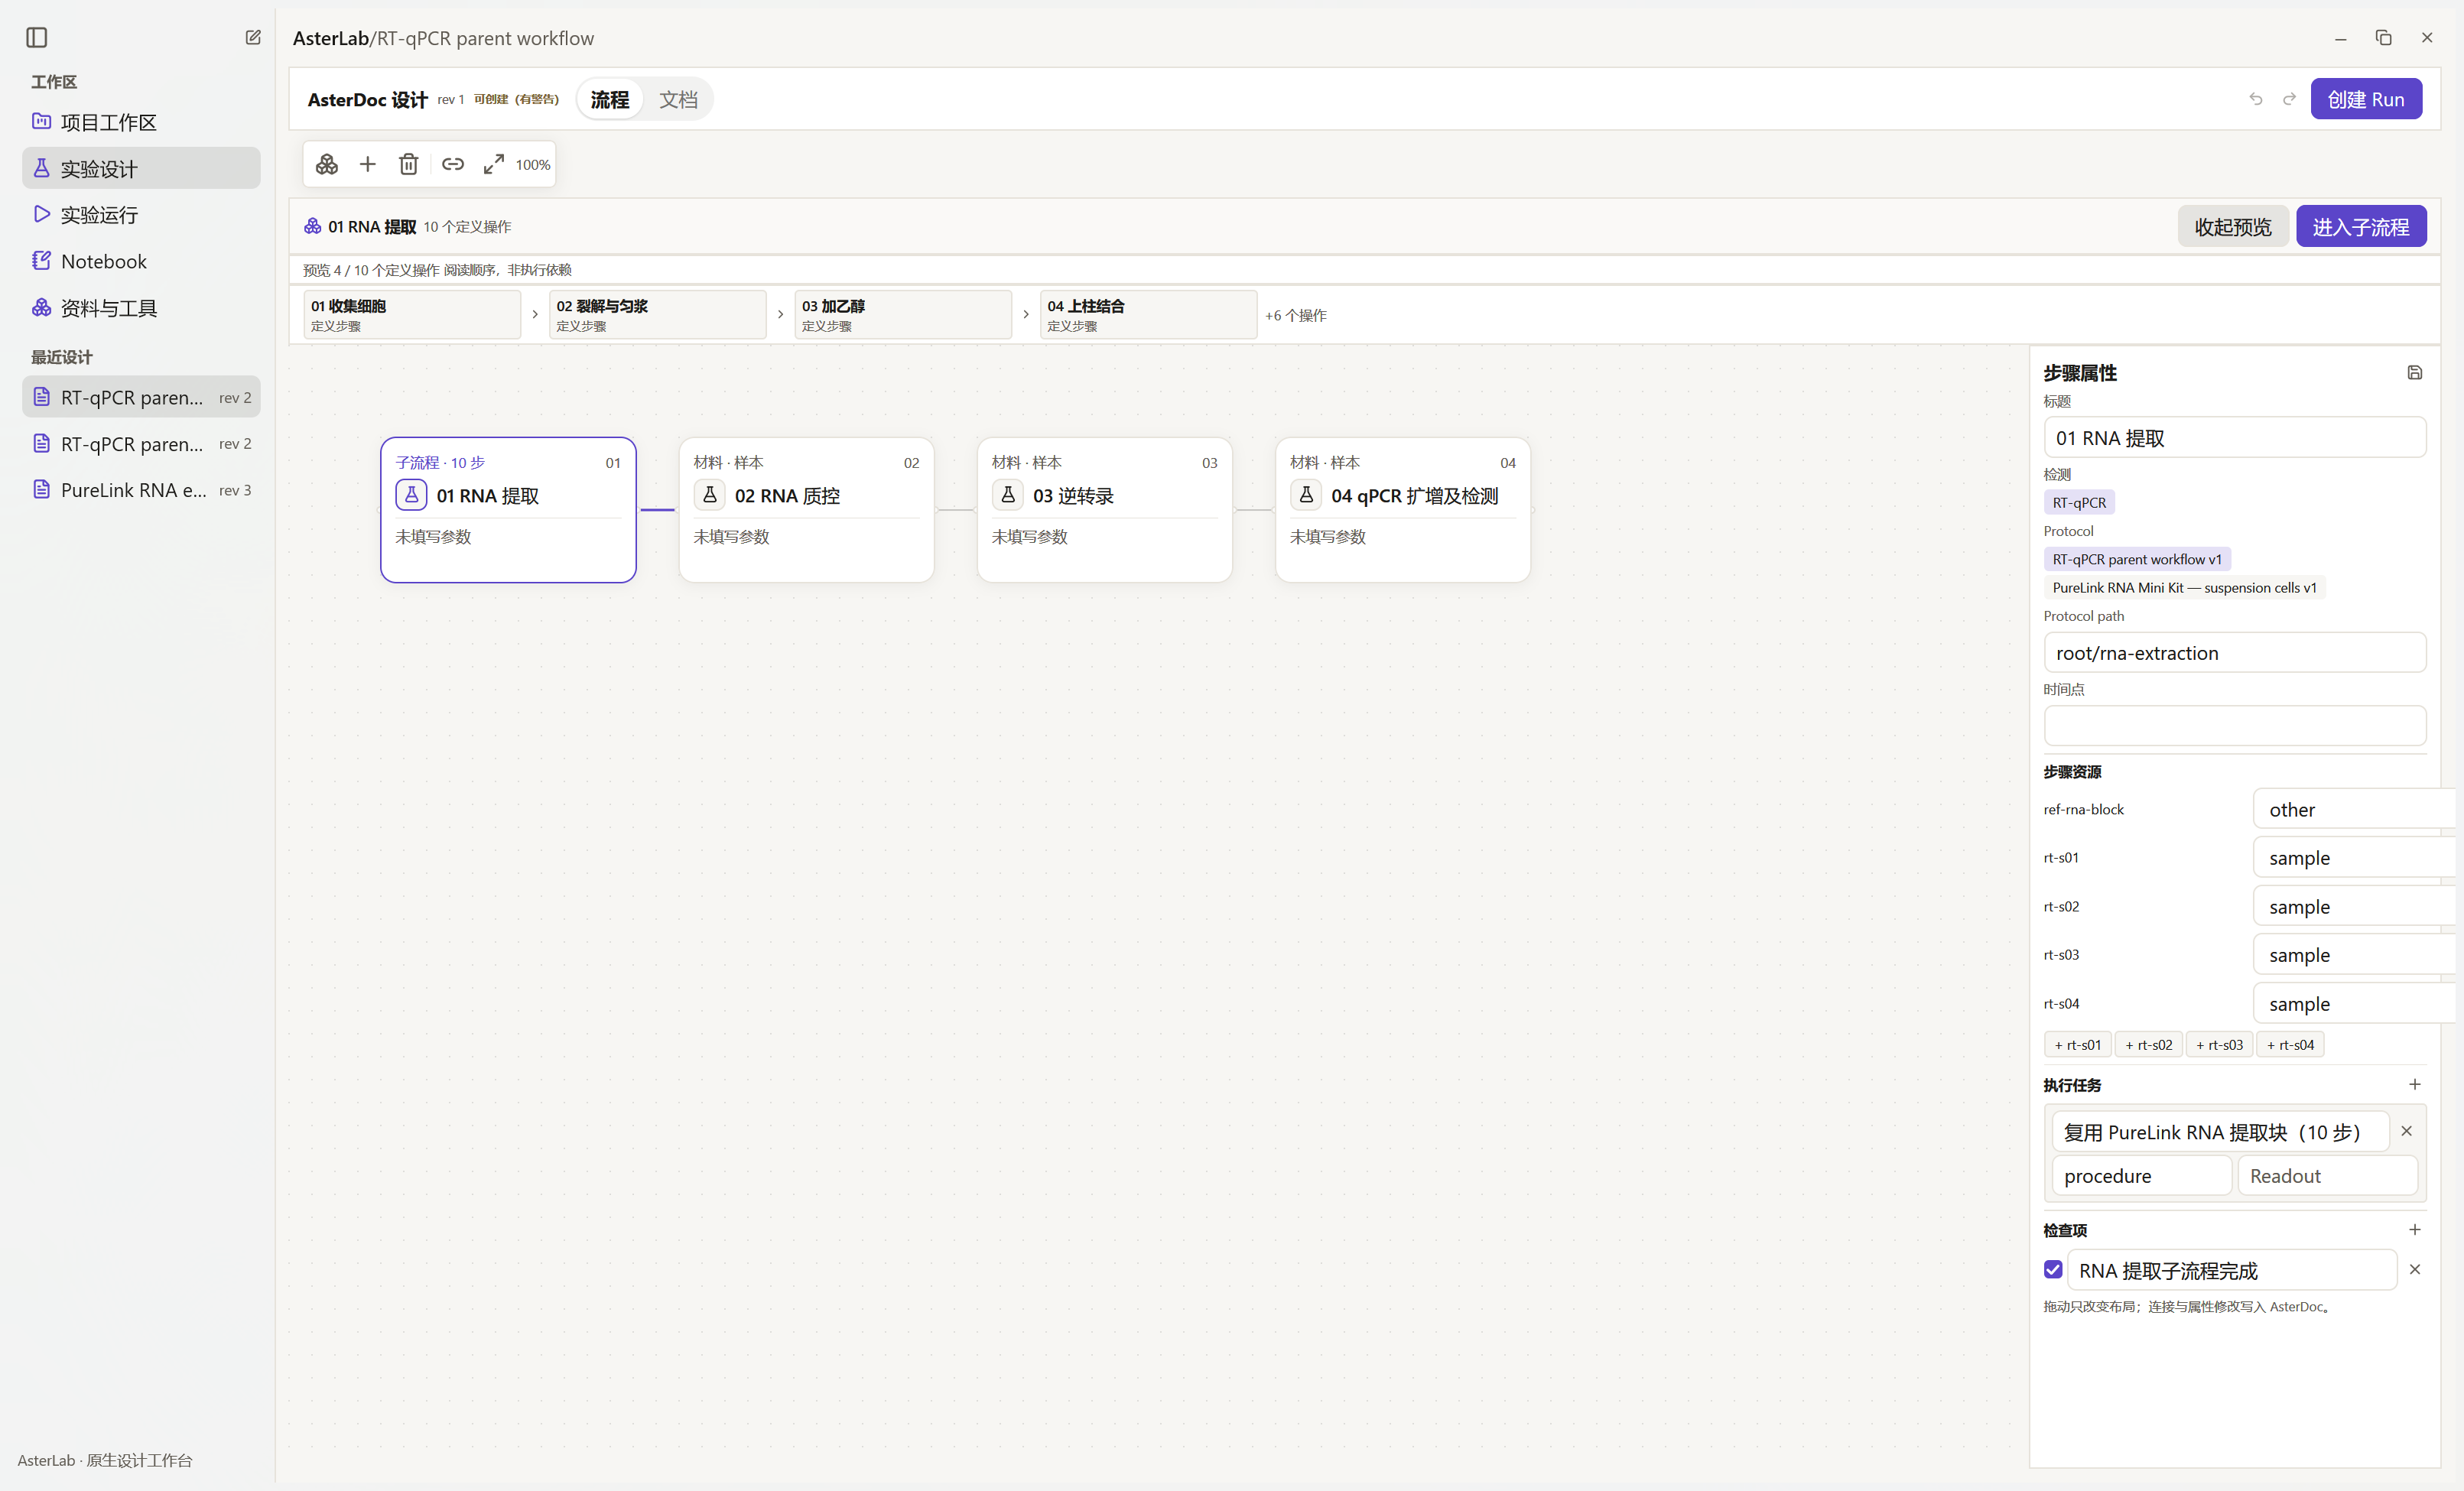 AsterLab/RT-qPCR parent workflow
工作区
项目工作区
实验设计
实验运行
Notebook
资料与工具
最近设计
RT-qPCR paren... rev 2
RT-qPCR paren... rev 2
PureLink RNA e... rev 3
AsterLab · 原生设计工作台
AsterDoc 设计 rev 1 可创建（有警告） 流程 文档 创建 Run
100%
01 RNA 提取 10 个定义操作 收起预览 进入子流程
预览 4 / 10 个定义操作 阅读顺序，非执行依赖
01 收集细胞
定义步骤
02 裂解与匀浆
定义步骤
03 加乙醇
定义步骤
04 上柱结合
定义步骤
+6 个操作
子流程 · 10 步 01
01 RNA 提取
未填写参数
材料 · 样本 02
02 RNA 质控
未填写参数
材料 · 样本 03
03 逆转录
未填写参数
材料 · 样本 04
04 qPCR 扩增及检测
未填写参数
步骤属性
标题
01 RNA 提取
检测
RT-qPCR
Protocol
RT-qPCR parent workflow v1
PureLink RNA Mini Kit — suspension cells v1
Protocol path
root/rna-extraction
时间点
步骤资源
ref-rna-block other
rt-s01 sample
rt-s02 sample
rt-s03 sample
rt-s04 sample
+ rt-s01 + rt-s02 + rt-s03 + rt-s04
执行任务
复用 PureLink RNA 提取块（10 步）
procedure Readout
检查项
RNA 提取子流程完成
拖动只改变布局；连接与属性修改写入 AsterDoc。